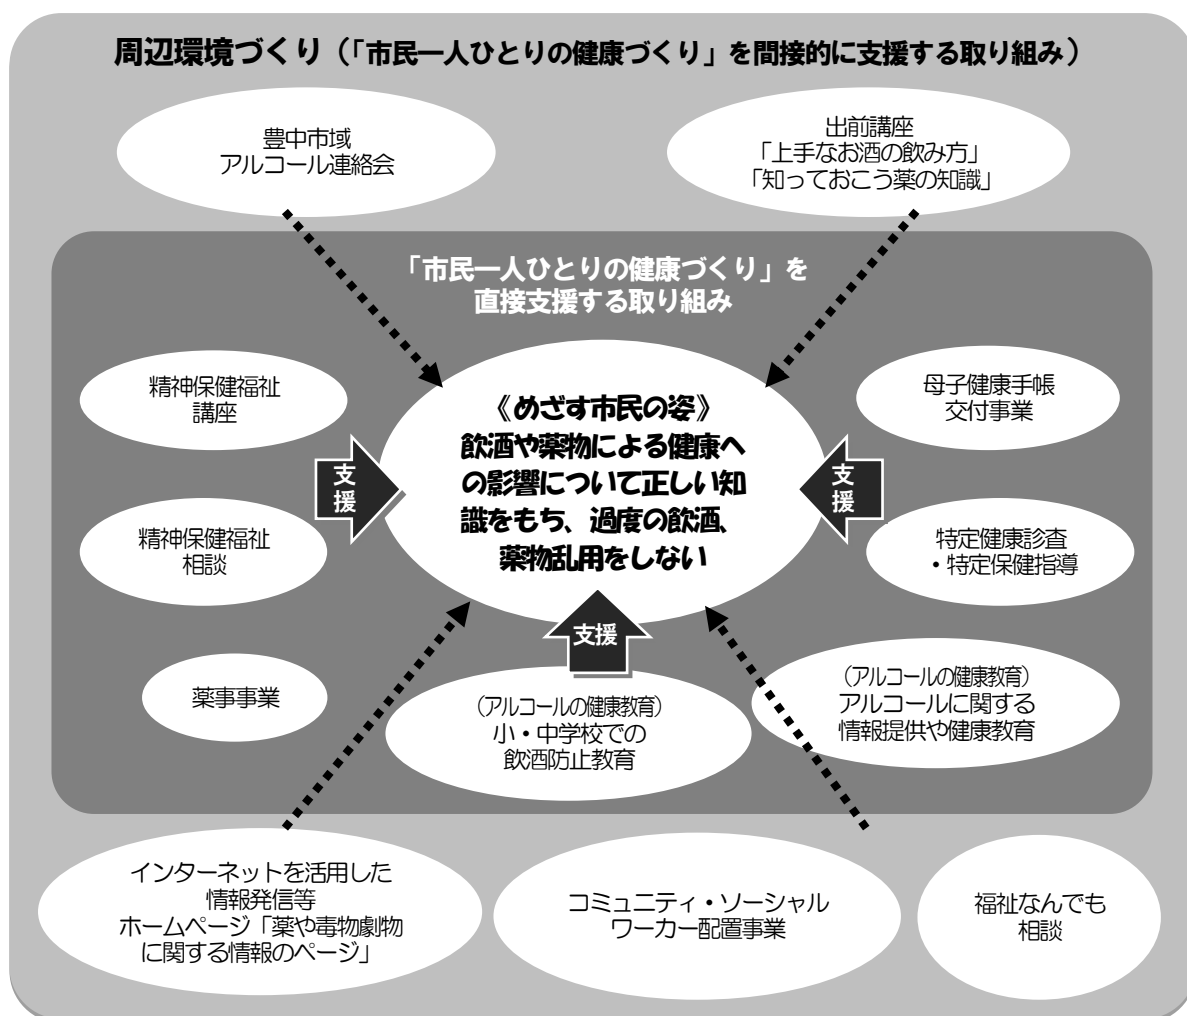 周辺環境づくり（「市民一人ひとりの健康づくり」を間接的に支援する取り組み）
豊中市域
アルコール連絡会
出前講座
「上手なお酒の飲み方」
「知っておこう薬の知識」
「市民一人ひとりの健康づくり」を
直接支援する取り組み
精神保健福祉
講座
母子健康手帳
交付事業
《めざす市民の姿》
飲酒や薬物による健康へ
の影響について正しい知
識をもち、過度の飲酒、
薬物乱用をしない
支
援
支
援
精神保健福祉
相談
特定健康診査
・特定保健指導
支援
薬事事業
（アルコールの健康教育）
小・中学校での
飲酒防止教育
（アルコールの健康教育）
アルコールに関する
情報提供や健康教育
インターネットを活用した
情報発信等
ホームページ「薬や毒物劇物
に関する情報のページ」
コミュニティ・ソーシャル
ワーカー配置事業
福祉なんでも
相談